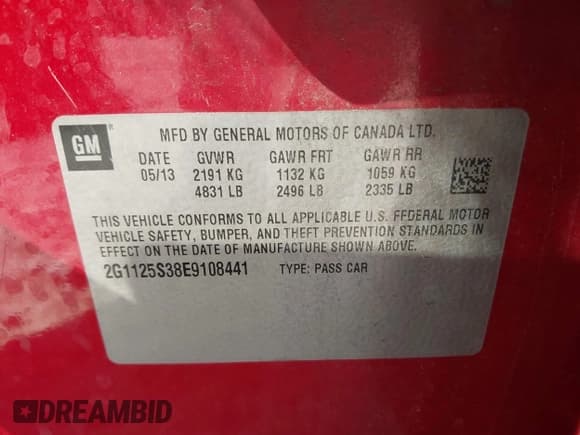 GM ®
MFD BY GENERAL MOTORS OF CANADA LTD.
DATE GVWR GAWR FRT GAWR RR
05/13 2191 KG 1132 KG 1059 KG
4831 LB 2496 LB 2335 LB
THIS VEHICLE CONFORMS TO ALL APPLICABLE U.S. FEDERAL MOTOR
VEHICLE SAFETY, BUMPER, AND THEFT PREVENTION STANDARDS IN
EFFECT ON THE DATE OF MANUFACTURE SHOWN ABOVE.
2G1125S38E9108441 TYPE: PASS CAR
DREAMBID